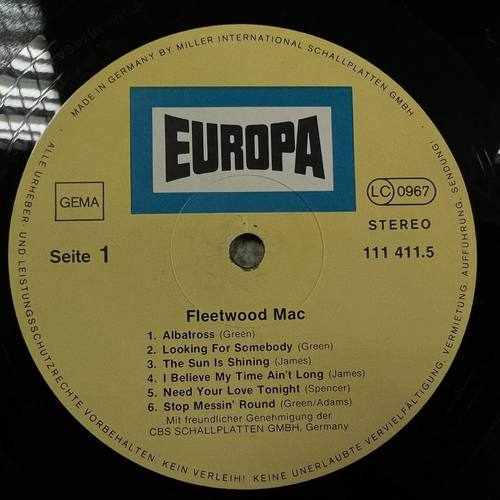 MADE IN GERMANY BY MILLER INTERNATIONAL SCHALLPLATTEN GMBH
EUROPA
GEMA
LC 0967
STEREO
Seite 1
111 411.5
Fleetwood Mac
1. Albatross (Green)
2. Looking For Somebody (Green)
3. The Sun Is Shining (James)
4. I Believe My Time Ain't Long (James)
5. Need Your Love Tonight (Spencer)
6. Stop Messin' Round (Green/Adams)
Mit freundlicher Genehmigung der
CBS SCHALLPLATTEN GMBH, Germany
ALLE URHEBER- UND LEISTUNGSSCHUTZRECHTE VORBEHALTEN. KEIN VERLEIH! KEINE UNERLAUBTE VERVIELFÄLTIGUNG, VERMIETUNG, AUFFÜHRUNG, SENDUNG!